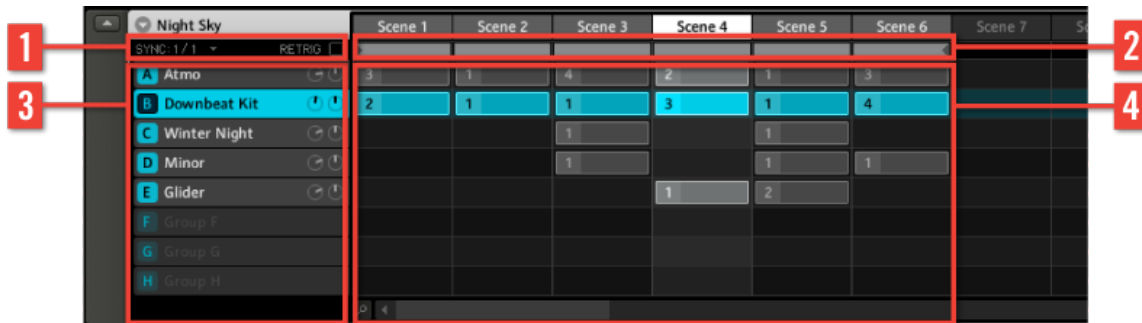 Night Sky Scene 1 Scene 2 Scene 3 Scene 4 Scene 5 Scene 6 Scene 7
1 SYNC: 1 / 1 RETRIG 2
3 A Atmo 3 1 4 2 1 3
B Downbeat Kit 2 1 1 3 1 4 4
C Winter Night 1 1
D Minor 1 1 1
E Glider 1 2
F Group F
G Group G
H Group H